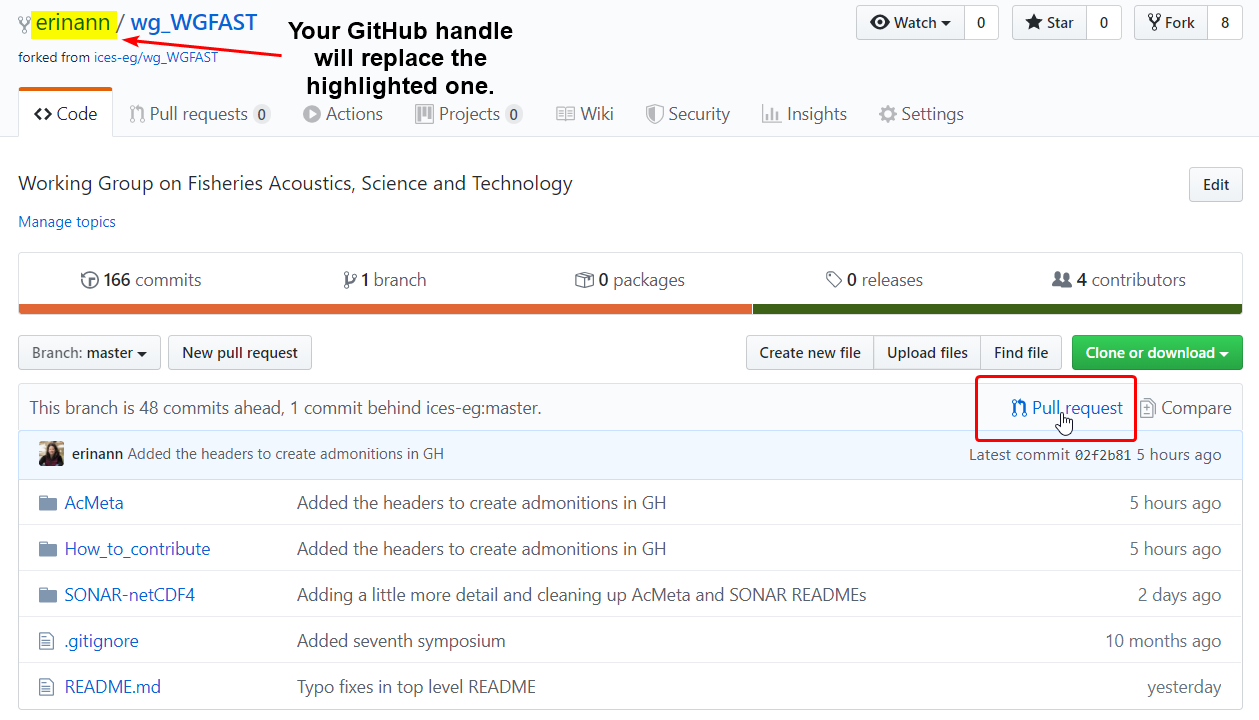 erinann / wg_WGFAST
Your GitHub handle
will replace the
highlighted one.
Watch 0 Star 0 Fork 8
forked from ices-eg/wg_WGFAST
Code Pull requests 0 Actions Projects 0 Wiki Security Insights Settings
Working Group on Fisheries Acoustics, Science and Technology
Edit
Manage topics
166 commits 1 branch 0 packages 0 releases 4 contributors
Branch: master New pull request Create new file Upload files Find file Clone or download
This branch is 48 commits ahead, 1 commit behind ices-eg:master. Pull request Compare
erinann Added the headers to create admonitions in GH Latest commit 02f2b81 5 hours ago
AcMeta Added the headers to create admonitions in GH 5 hours ago
How_to_contribute Added the headers to create admonitions in GH 5 hours ago
SONAR-netCDF4 Adding a little more detail and cleaning up AcMeta and SONAR READMEs 2 days ago
.gitignore Added seventh symposium 10 months ago
README.md Typo fixes in top level README yesterday